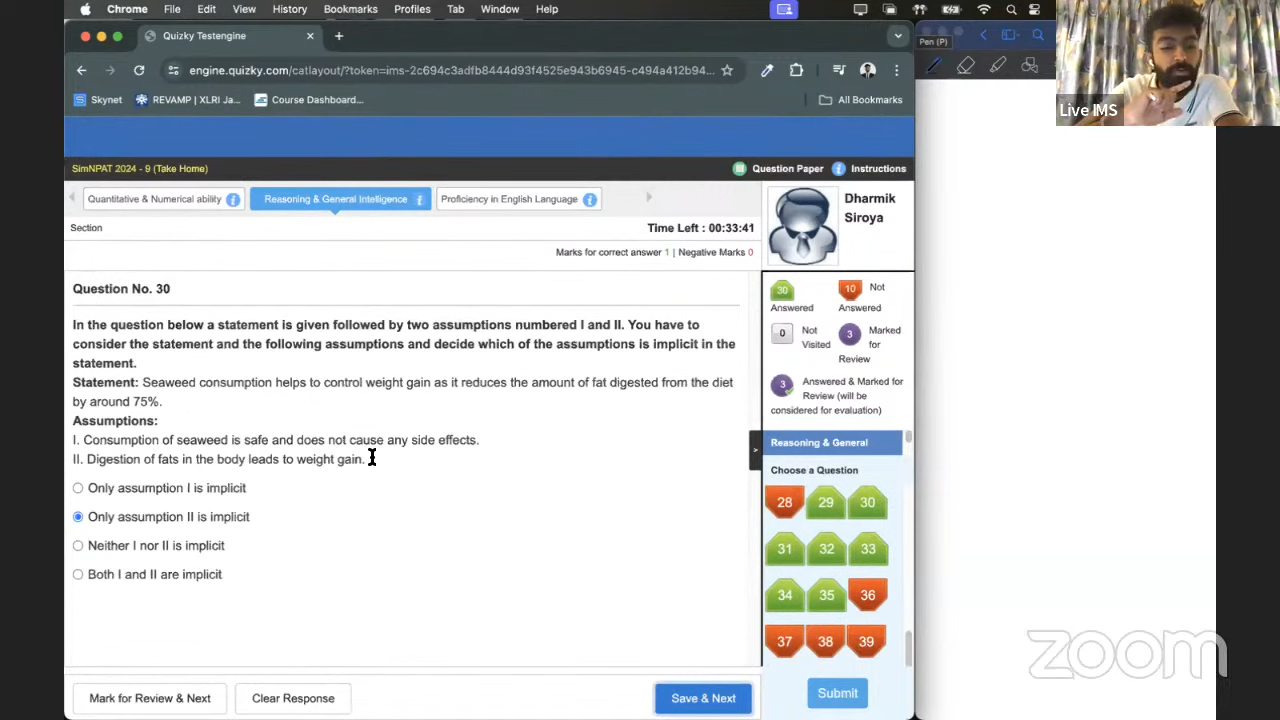 Chrome File Edit View History Bookmarks Profiles Tab Window Help
Quizky Testengine
Pen (P)
engine.quizky.com/catlayout/?token=ims-2c694c3adfb8444d93f4525e943b6945-c494a412b94...
Skynet REVAMP | XLRI Ja... Course Dashboard... All Bookmarks
Live IMS
SimNPAT 2024 - 9 (Take Home) Question Paper Instructions
Quantitative & Numerical ability Reasoning & General Intelligence Proficiency in English Language
Dharmik
Siroya
Section Time Left : 00:33:41
Marks for correct answer 1 | Negative Marks 0
Question No. 30
In the question below a statement is given followed by two assumptions numbered I and II. You have to
consider the statement and the following assumptions and decide which of the assumptions is implicit in the
statement.
Statement: Seaweed consumption helps to control weight gain as it reduces the amount of fat digested from the diet
by around 75%.
Assumptions:
I. Consumption of seaweed is safe and does not cause any side effects.
II. Digestion of fats in the body leads to weight gain.
Only assumption I is implicit
Only assumption II is implicit
Neither I nor II is implicit
Both I and II are implicit
30 Answered
10 Not Answered
0 Not Visited
3 Marked for Review
3 Answered & Marked for Review (will be considered for evaluation)
Reasoning & General
Choose a Question
28 29 30
31 32 33
34 35 36
37 38 39
Mark for Review & Next Clear Response Save & Next Submit
zoom